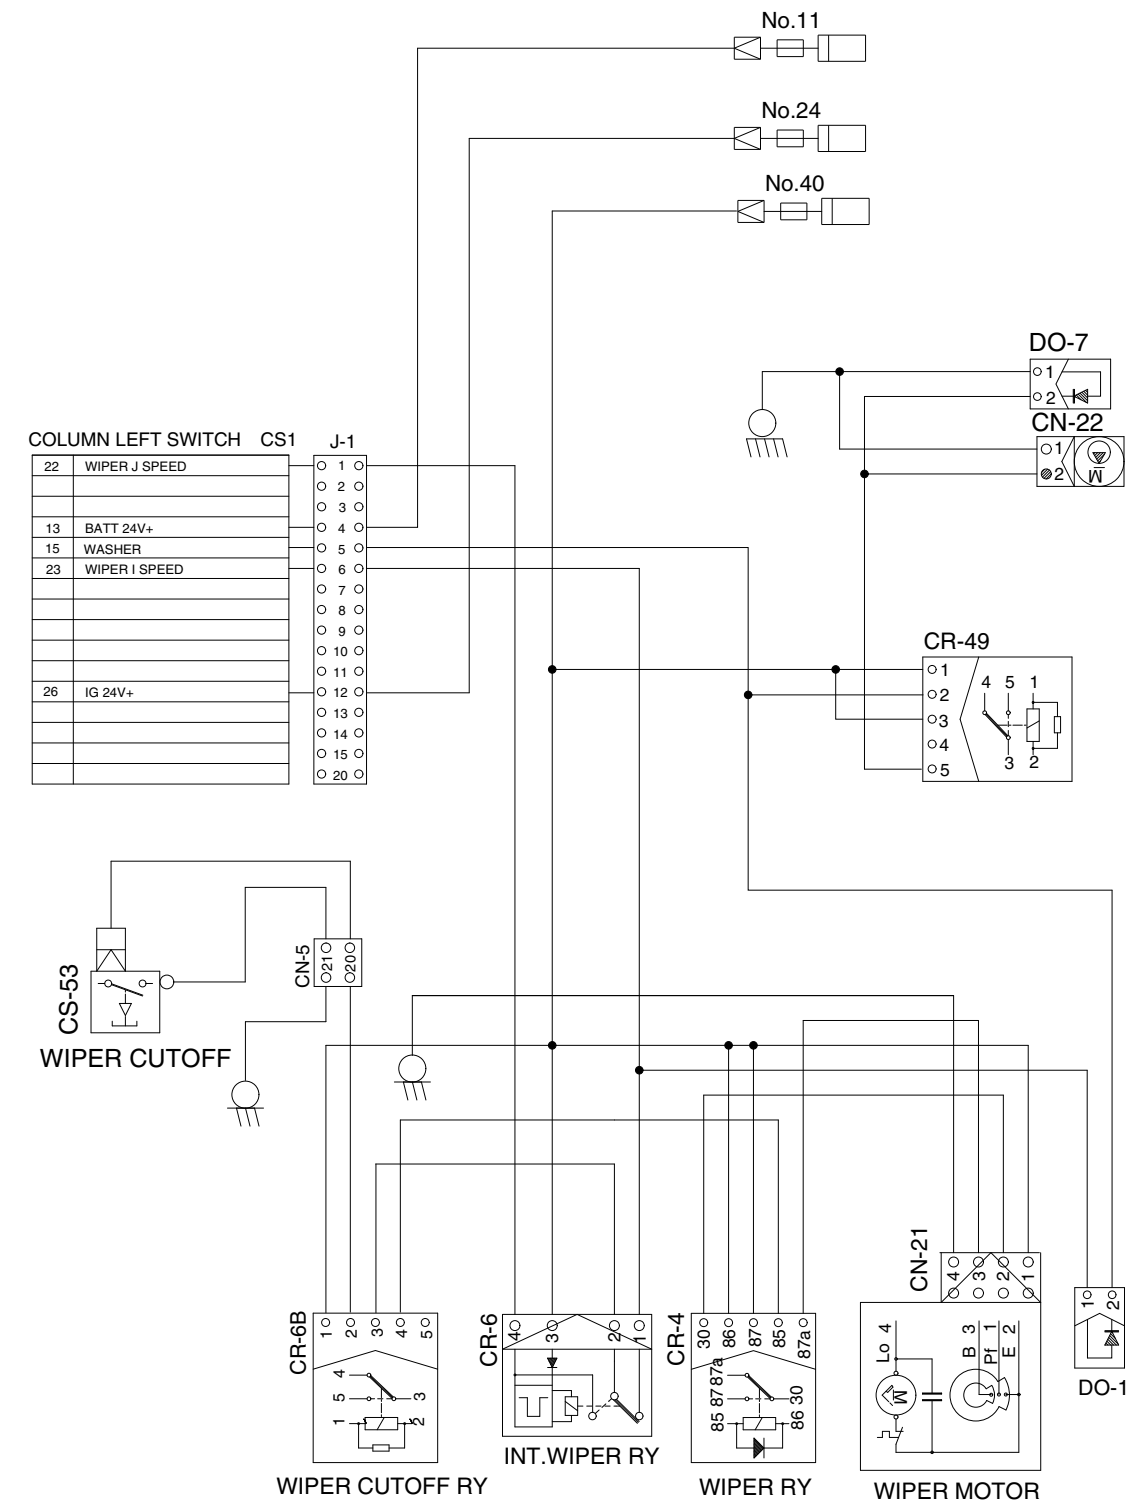 No.11
No.24
No.40
DO-7
1
2
CN-22
1
2
M
COLUMN LEFT SWITCH CS1 J-1
22 WIPER J SPEED 1
2
3
13 BATT 24V+ 4
15 WASHER 5
23 WIPER I SPEED 6
7
8
9
10
11
26 IG 24V+ 12
13
14
15
20
CR-49
1
2
3
4
5
4 5 1
3 2
CS-53
WIPER CUTOFF
CN-5
21 20
CR-6B
1 2 3 4 5
4
5 3
1 2
WIPER CUTOFF RY
CR-6
4 3 2 1
INT.WIPER RY
CR-4
30 86 87 85 87a
87a
87 30
85 86
WIPER RY
CN-21
4 3 2 1
Lo 4
B 3
Pf 1
E 2
M
WIPER MOTOR
1 2
DO-1